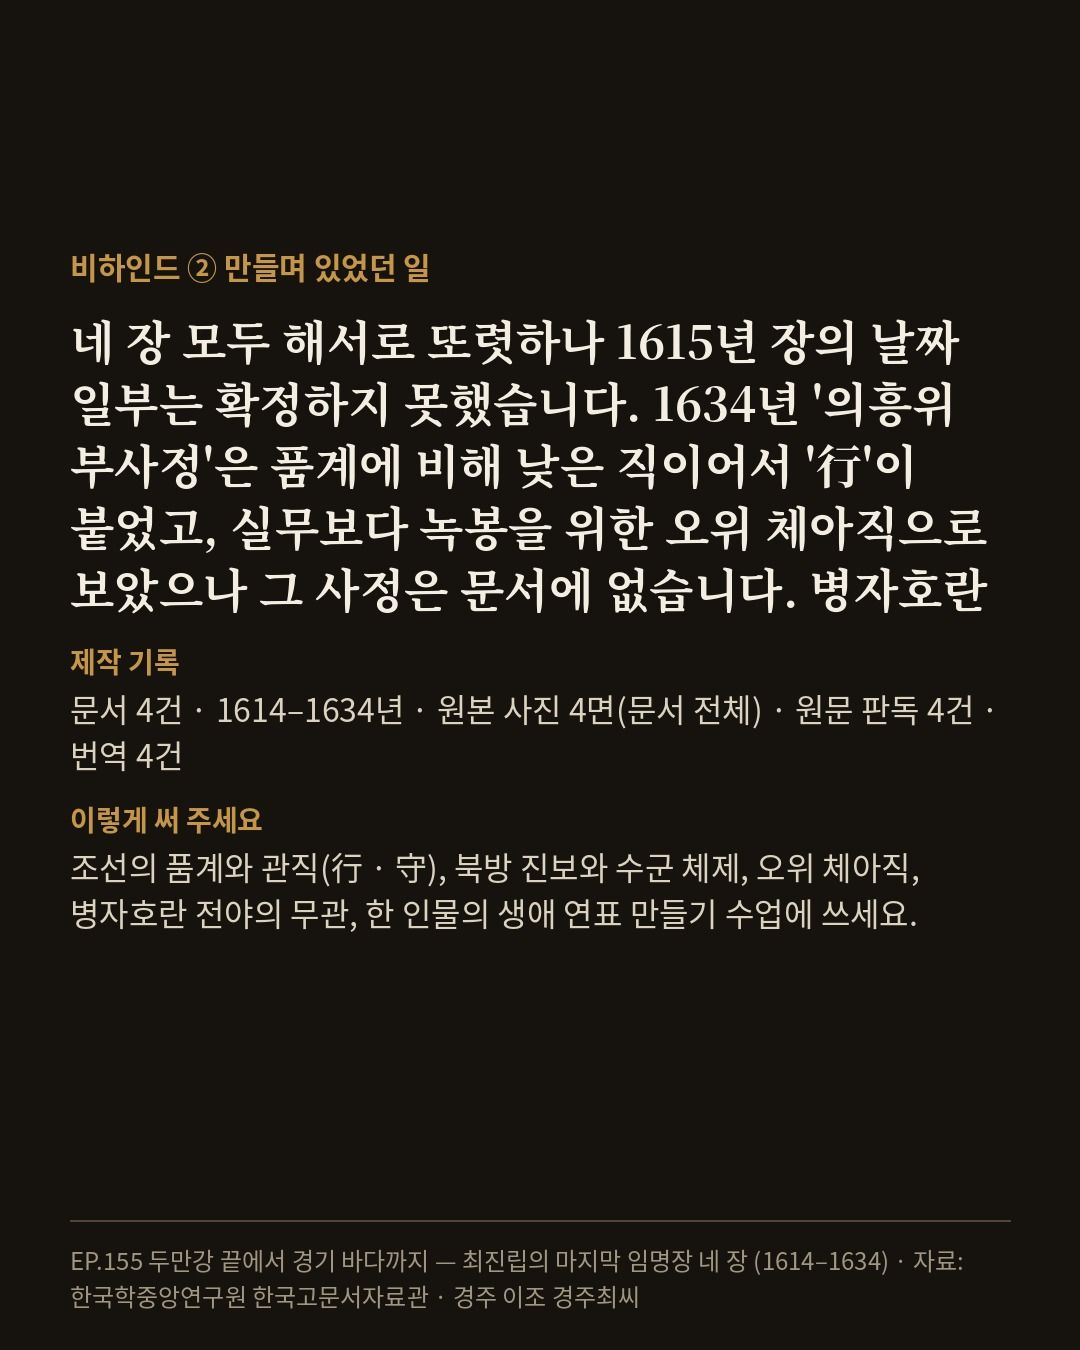 비하인드 ② 만들며 있었던 일
네 장 모두 해서로 또렷하나 1615년 장의 날짜
일부는 확정하지 못했습니다. 1634년 '의흥위
부사정'은 품계에 비해 낮은 직이어서 '行'이
붙었고, 실무보다 녹봉을 위한 오위 체아직으로
보았으나 그 사정은 문서에 없습니다. 병자호란
제작 기록
문서 4건 · 1614–1634년 · 원본 사진 4면(문서 전체) · 원문 판독 4건 ·
번역 4건
이렇게 써 주세요
조선의 품계와 관직(行 · 守), 북방 진보와 수군 체제, 오위 체아직,
병자호란 전야의 무관, 한 인물의 생애 연표 만들기 수업에 쓰세요.
EP.155 두만강 끝에서 경기 바다까지 — 최진립의 마지막 임명장 네 장 (1614–1634) · 자료:
한국학중앙연구원 한국고문서자료관 · 경주 이조 경주최씨